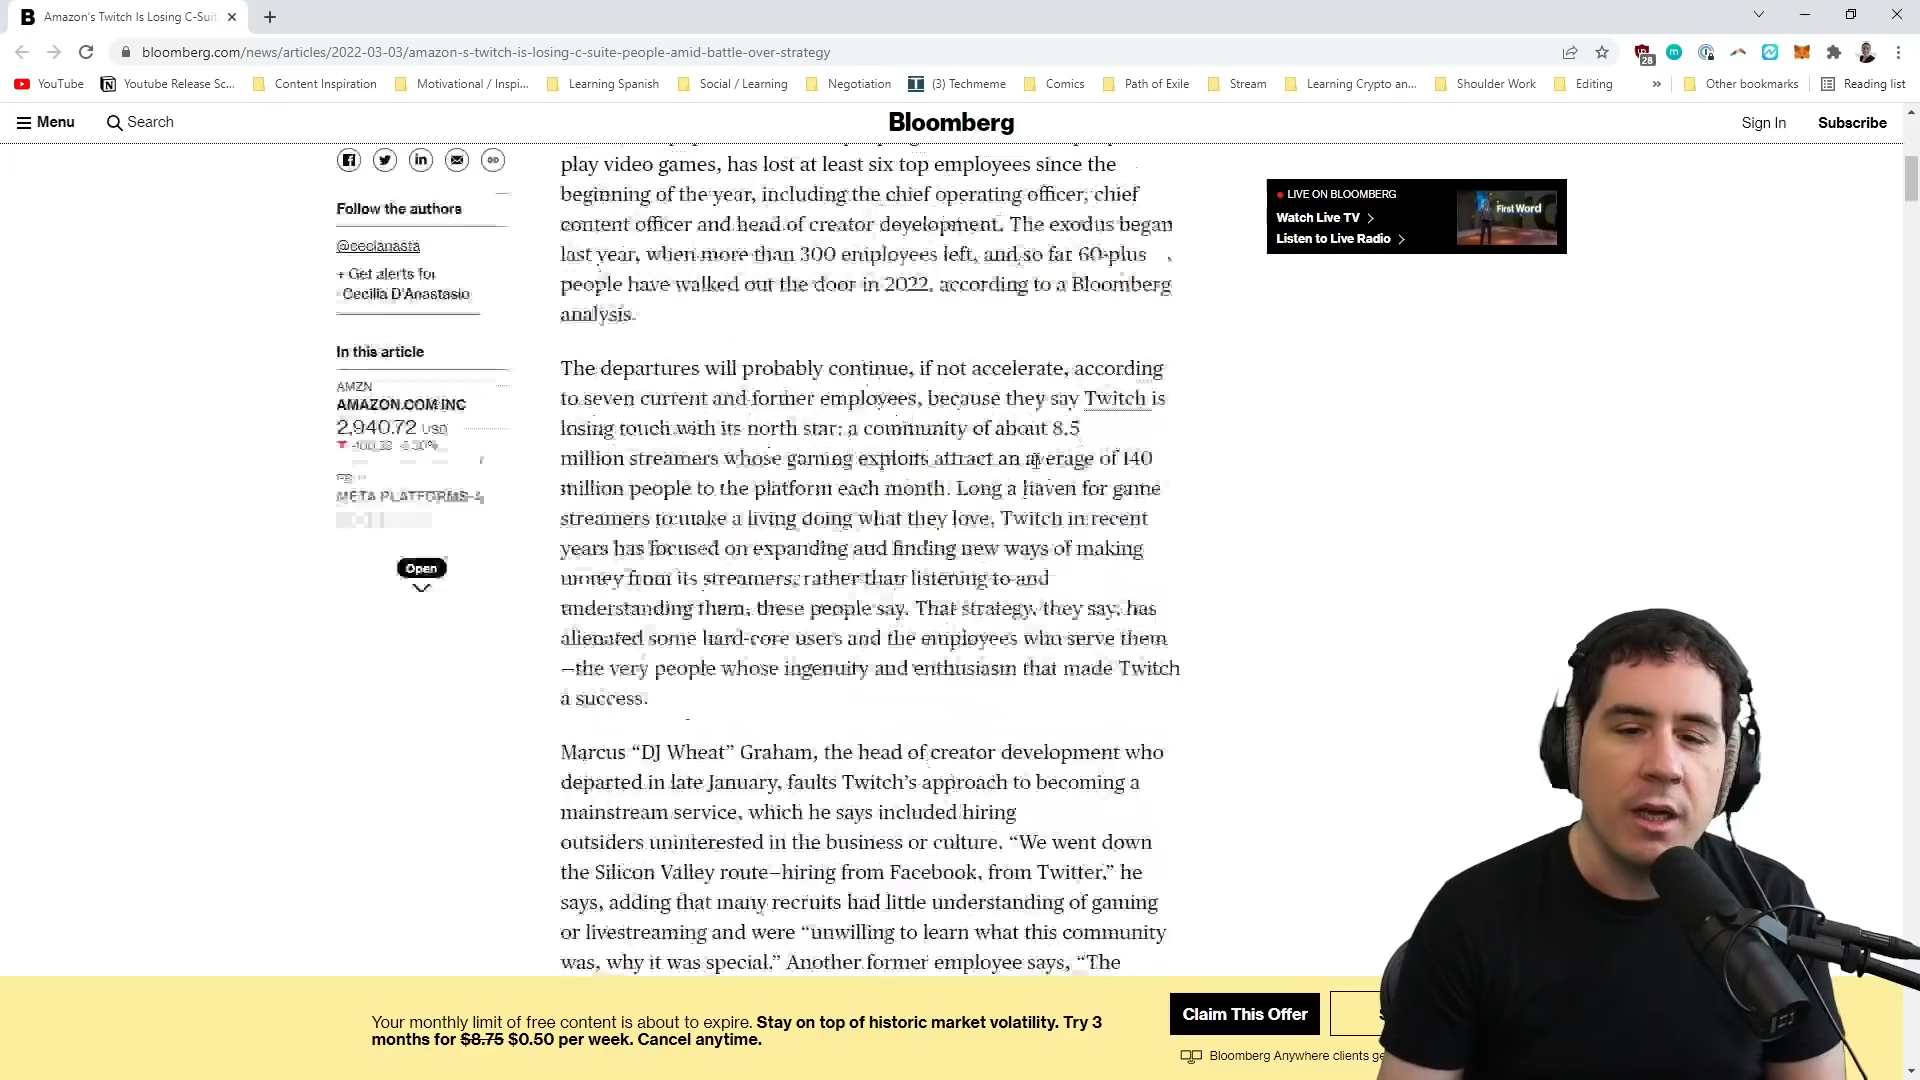 Amazon's Twitch Is Losing C-Suit
bloomberg.com/news/articles/2022-03-03/amazon-s-twitch-is-losing-c-suite-people-amid-battle-over-strategy
28
YouTube
Youtube Release Sc...
Content Inspiration
Motivational / Inspi...
Learning Spanish
Social / Learning
Negotiation
(3) Techmeme
Comics
Path of Exile
Stream
Learning Crypto an...
Shoulder Work
Editing
Other bookmarks
Reading list
Menu
Search
Bloomberg
Sign In
Subscribe
Follow the authors
@ceclanasta
+ Get alerts for
Cecilia D'Anastasio
In this article
AMZN
AMAZON.COM INC
2,940.72 USD
META PLATFORMS-A
Open
play video games, has lost at least six top employees since the
beginning of the year, including the chief operating officer, chief
content officer and head of creator development. The exodus began
last year, when more than 300 employees left, and so far 60-plus
people have walked out the door in 2022, according to a Bloomberg
analysis.
The departures will probably continue, if not accelerate, according
to seven current and former employees, because they say Twitch is
losing touch with its north star: a community of about 8.5
million streamers whose gaming exploits attract an average of 140
million people to the platform each month. Long a haven for game
streamers to make a living doing what they love, Twitch in recent
years has focused on expanding and finding new ways of making
money from its streamers, rather than listening to and
understanding them, these people say. That strategy, they say, has
alienated some hard-core users and the employees who serve them
—the very people whose ingenuity and enthusiasm that made Twitch
a success.
Marcus “DJ Wheat” Graham, the head of creator development who
departed in late January, faults Twitch’s approach to becoming a
mainstream service, which he says included hiring
outsiders uninterested in the business or culture. “We went down
the Silicon Valley route—hiring from Facebook, from Twitter,” he
says, adding that many recruits had little understanding of gaming
or livestreaming and were “unwilling to learn what this community
was, why it was special.” Another former employee says, “The
LIVE ON BLOOMBERG
Watch Live TV
Listen to Live Radio
First Word
Your monthly limit of free content is about to expire. Stay on top of historic market volatility. Try 3
months for $8.75 $0.50 per week. Cancel anytime.
Claim This Offer
Bloomberg Anywhere clients ge